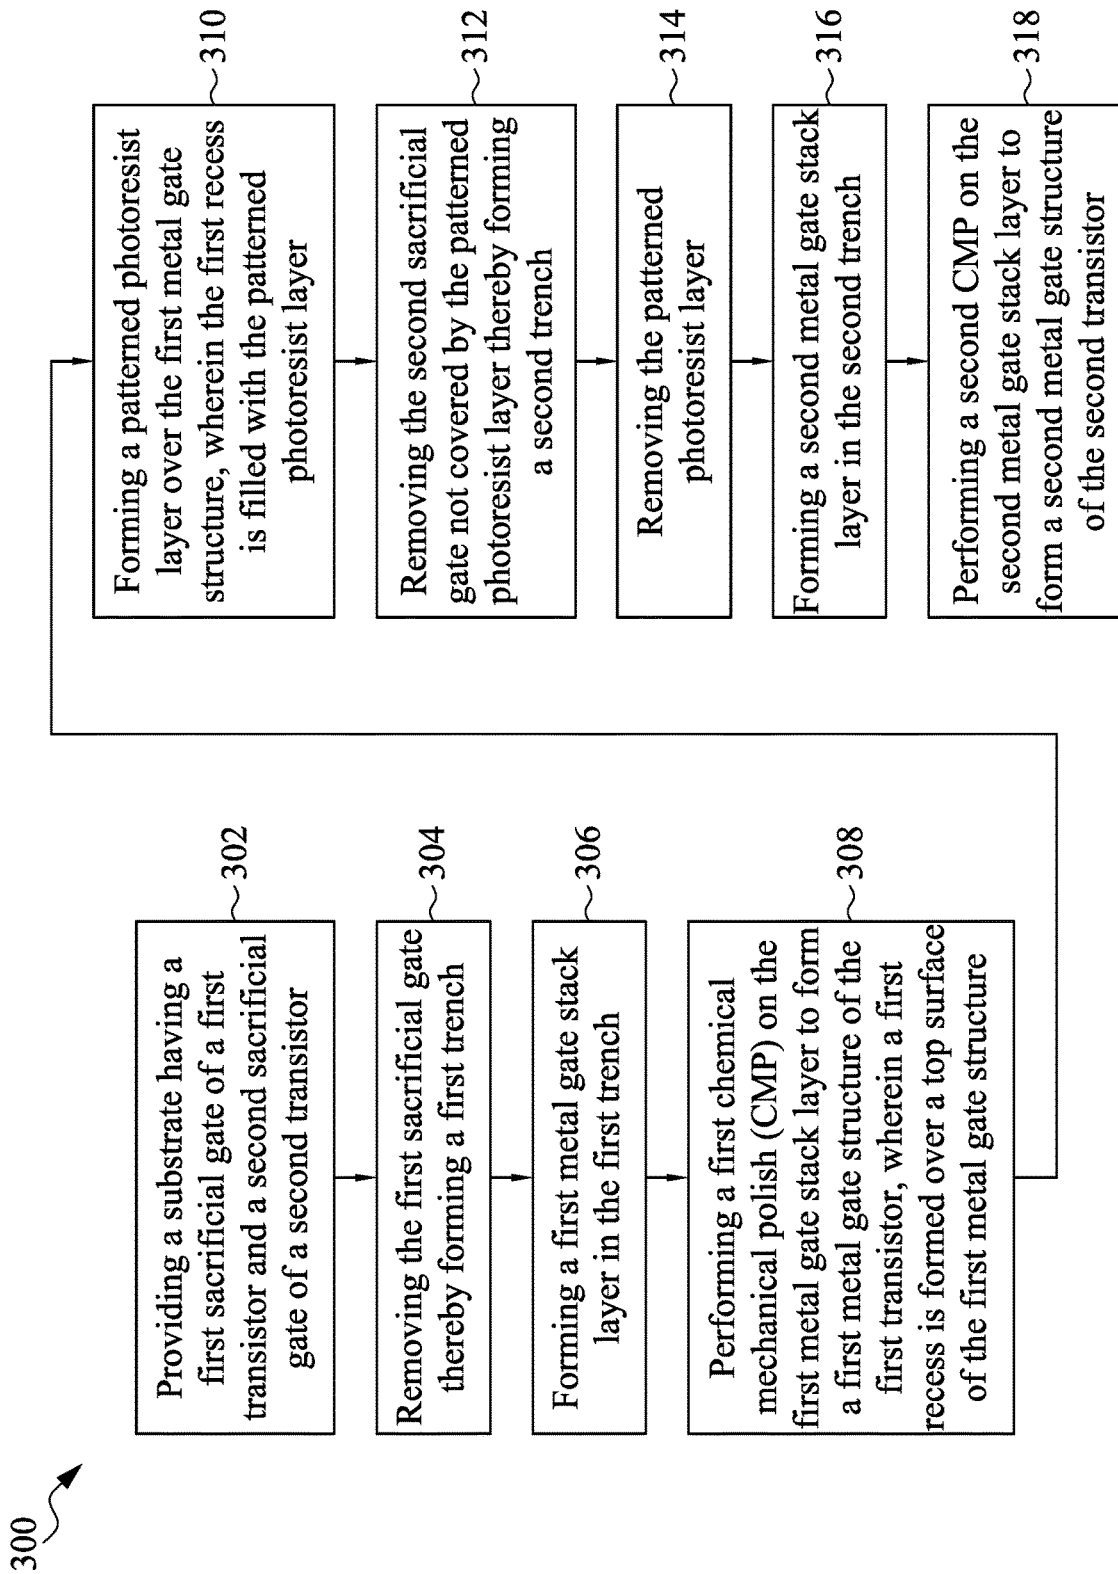 300
Providing a substrate having a
first sacrificial gate of a first
transistor and a second sacrificial
gate of a second transistor
302
Removing the first sacrificial gate
thereby forming a first trench
304
Forming a first metal gate stack
layer in the first trench
306
Performing a first chemical
mechanical polish (CMP) on the
first metal gate stack layer to form
a first metal gate structure of the
first transistor, wherein a first
recess is formed over a top surface
of the first metal gate structure
308
Forming a patterned photoresist
layer over the first metal gate
structure, wherein the first recess
is filled with the patterned
photoresist layer
310
Removing the second sacrificial
gate not covered by the patterned
photoresist layer thereby forming
a second trench
312
Removing the patterned
photoresist layer
314
Forming a second metal gate stack
layer in the second trench
316
Performing a second CMP on the
second metal gate stack layer to
form a second metal gate structure
of the second transistor
318